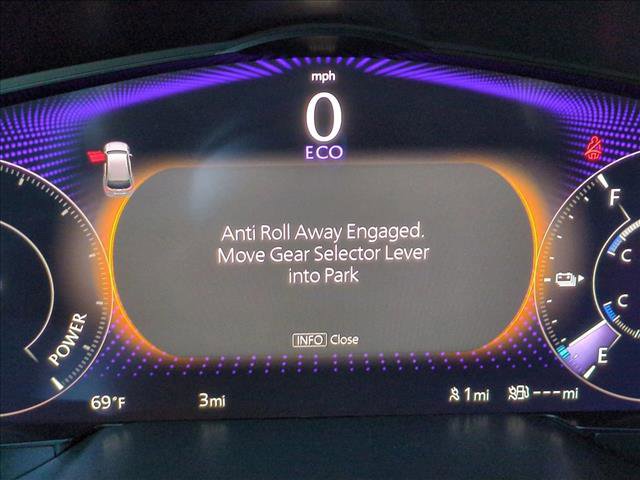 mph
0
ECO
Anti Roll Away Engaged.
Move Gear Selector Lever
into Park
INFO Close
POWER
F
C
C
E
69°F
3mi
1mi
---mi